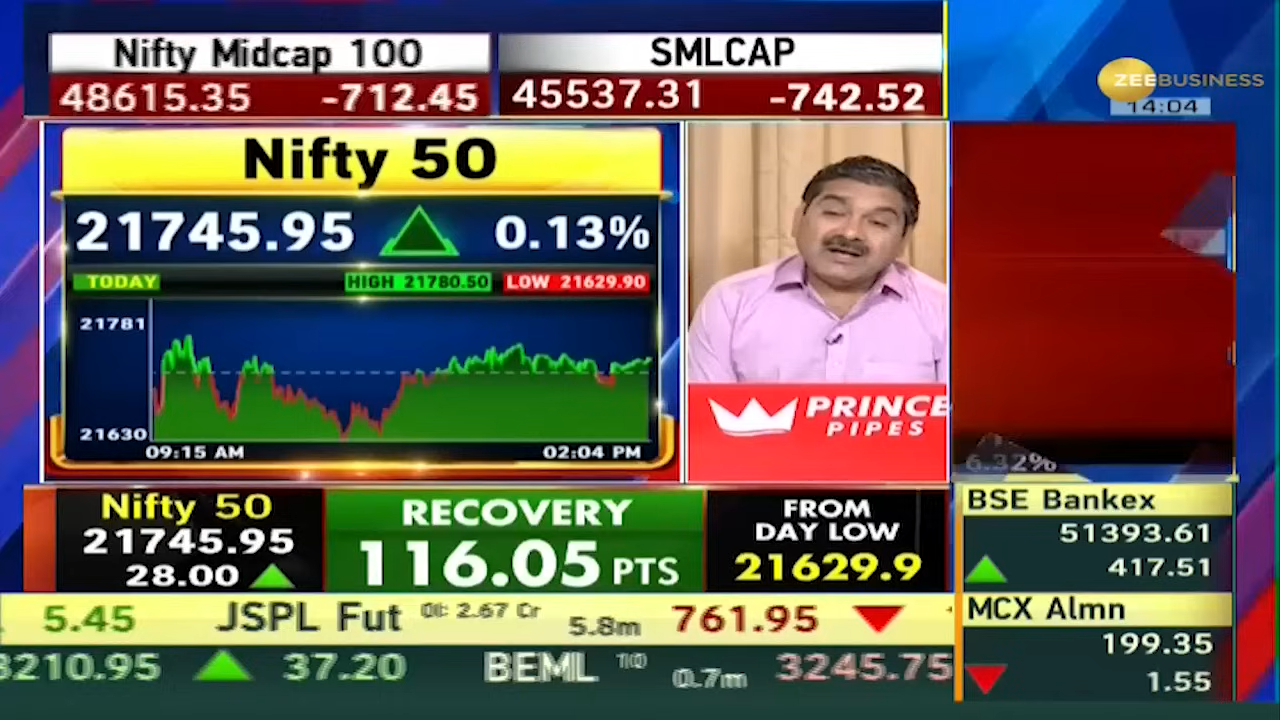 Nifty Midcap 100
48615.35 -712.45
SMLCAP
45537.31 -742.52
ZEEBUSINESS
14:04
Nifty 50
21745.95 0.13%
TODAY HIGH 21780.50 LOW 21629.90
21781
21630
09:15 AM 02:04 PM
PRINCE
PIPES
6.32%
Nifty 50
21745.95
28.00
RECOVERY
116.05 PTS
FROM
DAY LOW
21629.9
BSE Bankex
51393.61
417.51
MCX Almn
199.35
1.55
5.45 JSPL Fut OI: 2.67 Cr 5.8m 761.95
3210.95 37.20 BEML 10 0.7m 3245.75